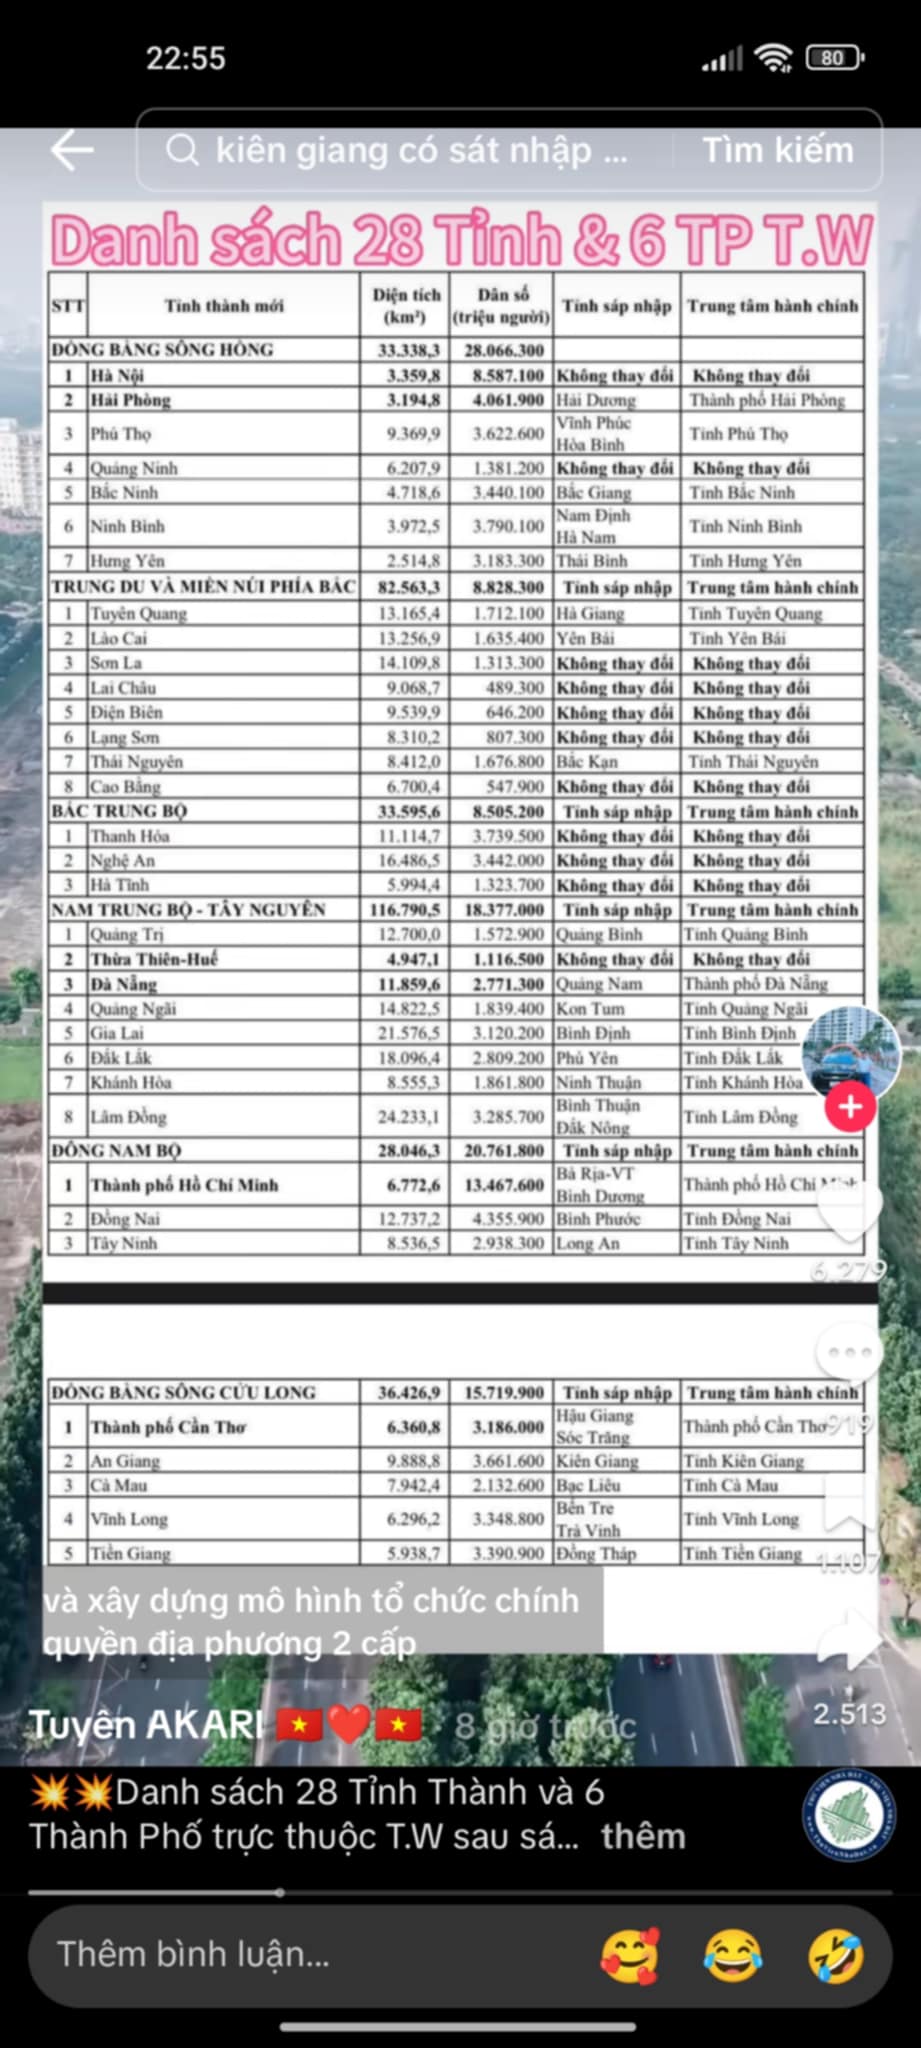 22:55
80
kiên giang có sát nhập ... Tìm kiếm
Danh sách 28 Tỉnh & 6 TP T.W
STT Tỉnh thành mới Diện tích (km²) Dân số (triệu người) Tỉnh sáp nhập Trung tâm hành chính
ĐỒNG BẰNG SÔNG HỒNG 33.338,3 28.066.300
1 Hà Nội 3.359,8 8.587.100 Không thay đổi Không thay đổi
2 Hải Phòng 3.194,8 4.061.900 Hải Dương Thành phố Hải Phòng
3 Phú Thọ 9.369,9 3.622.600 Vĩnh Phúc Hòa Bình Tỉnh Phú Thọ
4 Quảng Ninh 6.207,9 1.381.200 Không thay đổi Không thay đổi
5 Bắc Ninh 4.718,6 3.440.100 Bắc Giang Tỉnh Bắc Ninh
6 Ninh Bình 3.972,5 3.790.100 Nam Định Hà Nam Tỉnh Ninh Bình
7 Hưng Yên 2.514,8 3.183.300 Thái Bình Tỉnh Hưng Yên
TRUNG DU VÀ MIỀN NÚI PHÍA BẮC 82.563,3 8.828.300 Tỉnh sáp nhập Trung tâm hành chính
1 Tuyên Quang 13.165,4 1.712.100 Hà Giang Tỉnh Tuyên Quang
2 Lào Cai 13.256,9 1.635.400 Yên Bái Tỉnh Yên Bái
3 Sơn La 14.109,8 1.313.300 Không thay đổi Không thay đổi
4 Lai Châu 9.068,7 489.300 Không thay đổi Không thay đổi
5 Điện Biên 9.539,9 646.200 Không thay đổi Không thay đổi
6 Lạng Sơn 8.310,2 807.300 Không thay đổi Không thay đổi
7 Thái Nguyên 8.412,0 1.676.800 Bắc Kạn Tỉnh Thái Nguyên
8 Cao Bằng 6.700,4 547.900 Không thay đổi Không thay đổi
BẮC TRUNG BỘ 33.595,6 8.505.200 Tỉnh sáp nhập Trung tâm hành chính
1 Thanh Hóa 11.114,7 3.739.500 Không thay đổi Không thay đổi
2 Nghệ An 16.486,5 3.442.000 Không thay đổi Không thay đổi
3 Hà Tĩnh 5.994,4 1.323.700 Không thay đổi Không thay đổi
NAM TRUNG BỘ - TÂY NGUYÊN 116.790,5 18.377.000 Tỉnh sáp nhập Trung tâm hành chính
1 Quảng Trị 12.700,0 1.572.900 Quảng Bình Tỉnh Quảng Bình
2 Thừa Thiên-Huế 4.947,1 1.116.500 Không thay đổi Không thay đổi
3 Đà Nẵng 11.859,6 2.771.300 Quảng Nam Thành phố Đà Nẵng
4 Quảng Ngãi 14.822,5 1.839.400 Kon Tum Tỉnh Quảng Ngãi
5 Gia Lai 21.576,5 3.120.200 Bình Định Tỉnh Bình Định
6 Đắk Lắk 18.096,4 2.809.200 Phú Yên Tỉnh Đắk Lắk
7 Khánh Hòa 8.555,3 1.861.800 Ninh Thuận Tỉnh Khánh Hòa
8 Lâm Đồng 24.233,1 3.285.700 Bình Thuận Đắk Nông Tỉnh Lâm Đồng
ĐÔNG NAM BỘ 28.046,3 20.761.800 Tỉnh sáp nhập Trung tâm hành chính
1 Thành phố Hồ Chí Minh 6.772,6 13.467.600 Bà Rịa-VT Bình Dương Thành phố Hồ Chí Minh
2 Đồng Nai 12.737,2 4.355.900 Bình Phước Tỉnh Đồng Nai
3 Tây Ninh 8.536,5 2.938.300 Long An Tỉnh Tây Ninh
6.279
ĐỒNG BẰNG SÔNG CỬU LONG 36.426,9 15.719.900 Tỉnh sáp nhập Trung tâm hành chính
1 Thành phố Cần Thơ 6.360,8 3.186.000 Hậu Giang Sóc Trăng Thành phố Cần Thơ
919
2 An Giang 9.888,8 3.661.600 Kiên Giang Tỉnh Kiên Giang
3 Cà Mau 7.942,4 2.132.600 Bạc Liêu Tỉnh Cà Mau
4 Vĩnh Long 6.296,2 3.348.800 Bến Tre Trà Vinh Tỉnh Vĩnh Long
5 Tiền Giang 5.938,7 3.390.900 Đồng Tháp Tỉnh Tiền Giang
1.107
và xây dựng mô hình tổ chức chính
quyền địa phương 2 cấp
Tuyên AKARI 🇻🇳❤️🇻🇳 · 8 giờ trước
2.513
💥💥Danh sách 28 Tỉnh Thành và 6
Thành Phố trực thuộc T.W sau sá... thêm
Thêm bình luận...